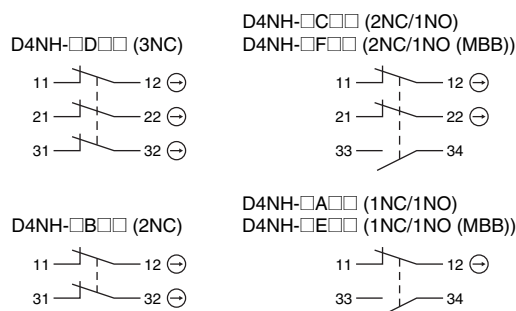 D4NH-□D□□ (3NC)
11 12
21 22
31 32
D4NH-□C□□ (2NC/1NO)
D4NH-□F□□ (2NC/1NO (MBB))
11 12
21 22
33 34
D4NH-□B□□ (2NC)
11 12
31 32
D4NH-□A□□ (1NC/1NO)
D4NH-□E□□ (1NC/1NO (MBB))
11 12
33 34